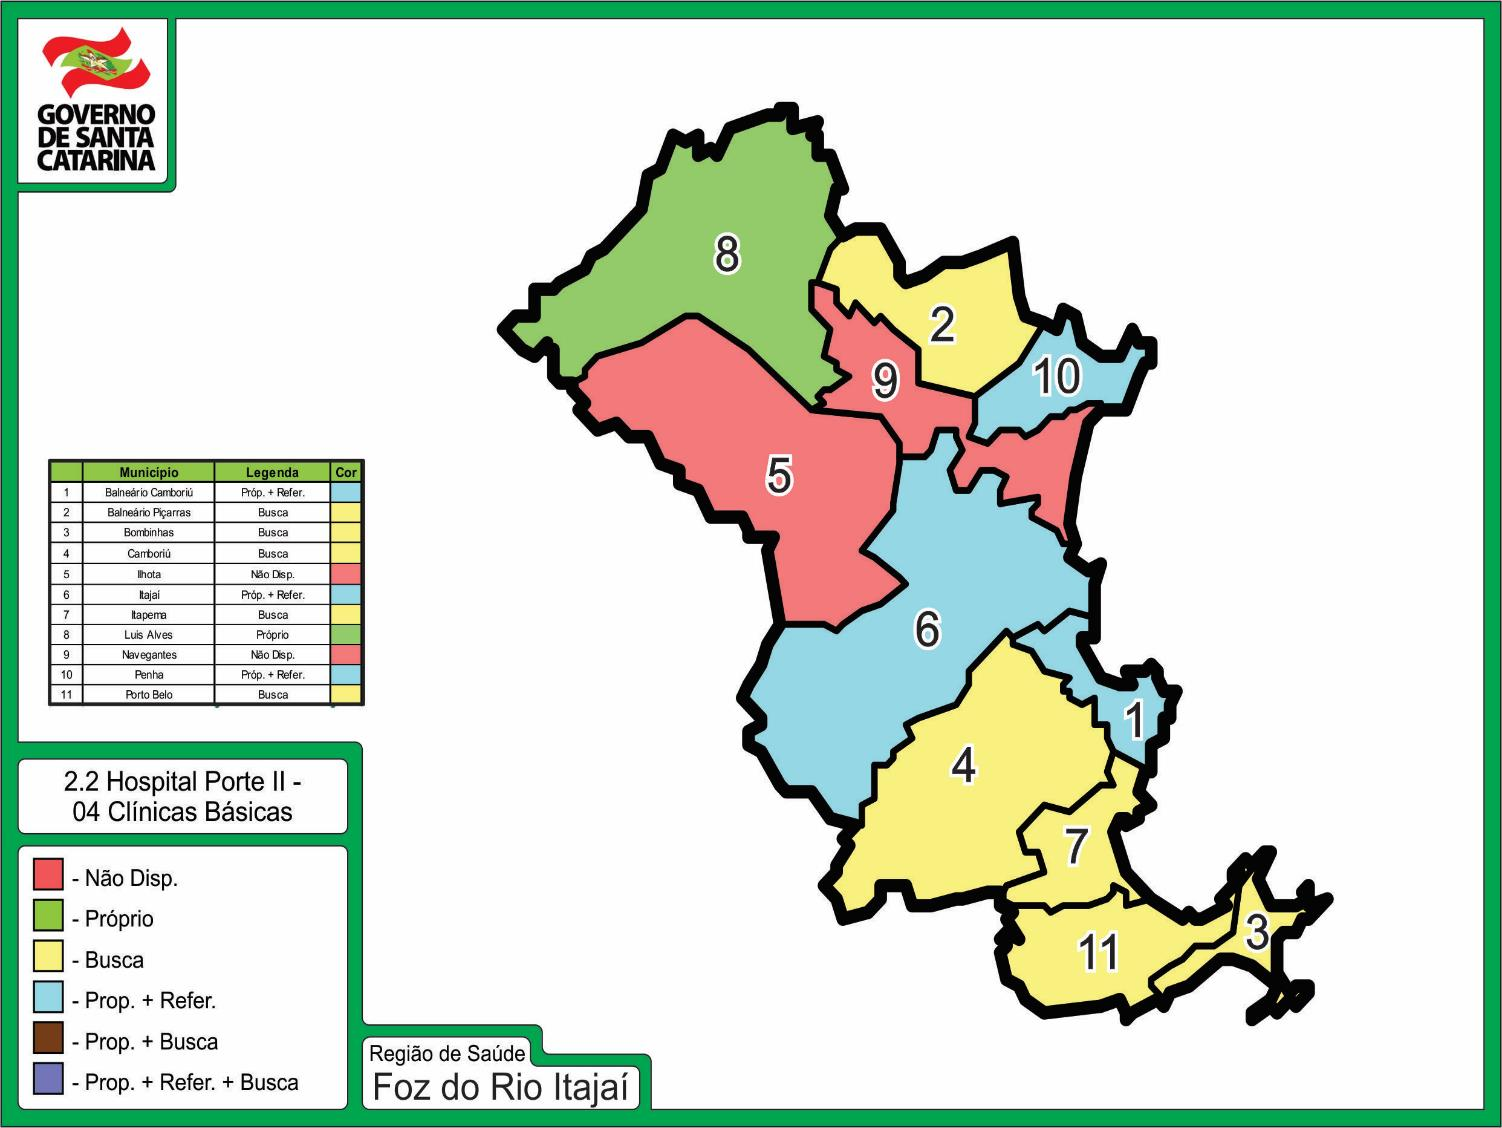 GOVERNO
DE SANTA
CATARINA
Município Legenda Cor
1 Balneário Camboriú Próp. + Refer.
2 Balneário Piçarras Busca
3 Bombinhas Busca
4 Camboriú Busca
5 Ilhota Não Disp.
6 Itajaí Próp. + Refer.
7 Itapema Busca
8 Luis Alves Próprio
9 Navegantes Não Disp.
10 Penha Próp. + Refer.
11 Porto Belo Busca
8
2
10
9
5
6
1
4
7
3
11
2.2 Hospital Porte II -
04 Clínicas Básicas
- Não Disp.
- Próprio
- Busca
- Prop. + Refer.
- Prop. + Busca
- Prop. + Refer. + Busca
Região de Saúde
Foz do Rio Itajaí